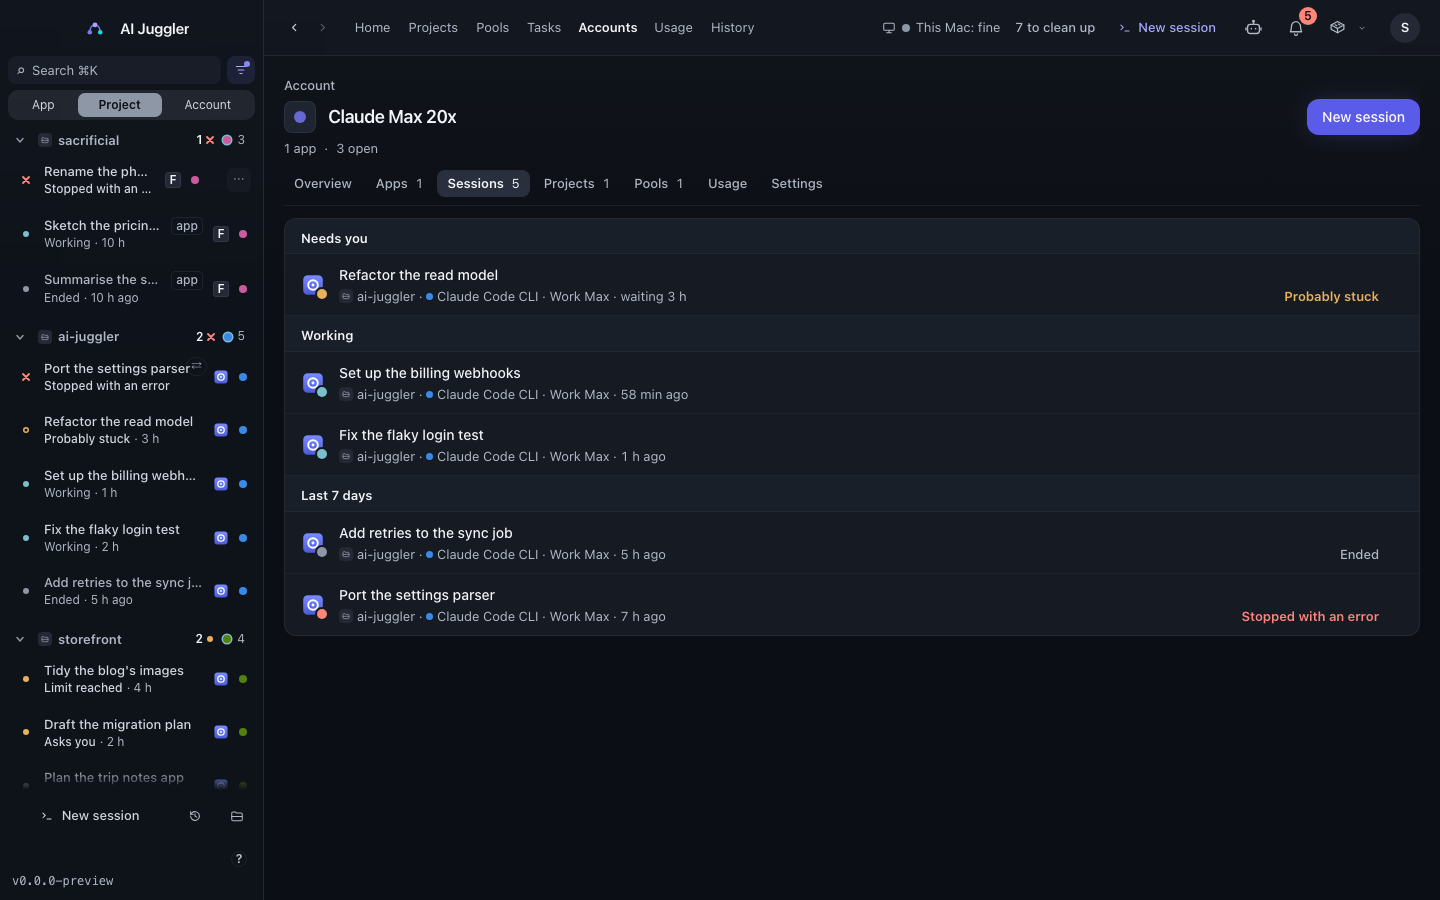 AI Juggler
Search ⌘K
App Project Account
sacrificial 1 3
Rename the ph... F
Stopped with an ...
Sketch the pricin... app F
Working · 10 h
Summarise the s... app F
Ended · 10 h ago
ai-juggler 2 5
Port the settings parser
Stopped with an error
Refactor the read model
Probably stuck · 3 h
Set up the billing webh...
Working · 1 h
Fix the flaky login test
Working · 2 h
Add retries to the sync j...
Ended · 5 h ago
storefront 2 4
Tidy the blog's images
Limit reached · 4 h
Draft the migration plan
Asks you · 2 h
Plan the trip notes app
New session
?
v0.0.0-preview
Home Projects Pools Tasks Accounts Usage History
This Mac: fine 7 to clean up New session 5 S
Account
Claude Max 20x
New session
1 app · 3 open
Overview Apps 1 Sessions 5 Projects 1 Pools 1 Usage Settings
Needs you
Refactor the read model
ai-juggler · Claude Code CLI · Work Max · waiting 3 h Probably stuck
Working
Set up the billing webhooks
ai-juggler · Claude Code CLI · Work Max · 58 min ago
Fix the flaky login test
ai-juggler · Claude Code CLI · Work Max · 1 h ago
Last 7 days
Add retries to the sync job
ai-juggler · Claude Code CLI · Work Max · 5 h ago Ended
Port the settings parser
ai-juggler · Claude Code CLI · Work Max · 7 h ago Stopped with an error